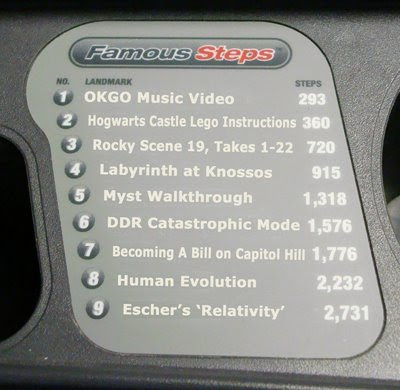 Famous Steps
NO. LANDMARK STEPS
1 OKGO Music Video 293
2 Hogwarts Castle Lego Instructions 360
3 Rocky Scene 19, Takes 1-22 720
4 Labyrinth at Knossos 915
5 Myst Walkthrough 1,318
6 DDR Catastrophic Mode 1,576
7 Becoming A Bill on Capitol Hill 1,776
8 Human Evolution 2,232
9 Escher's ‘Relativity’ 2,731